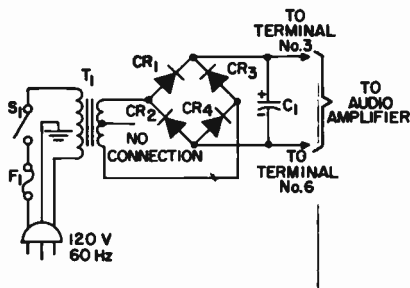 TO
TERMINAL
No.3
T1
CR1
CR3
S1
CR2
CR4
+
C1
TO
AUDIO
AMPLIFIER
NO
CONNECTION
F1
TO
TERMINAL
No.6
120 V
60 Hz